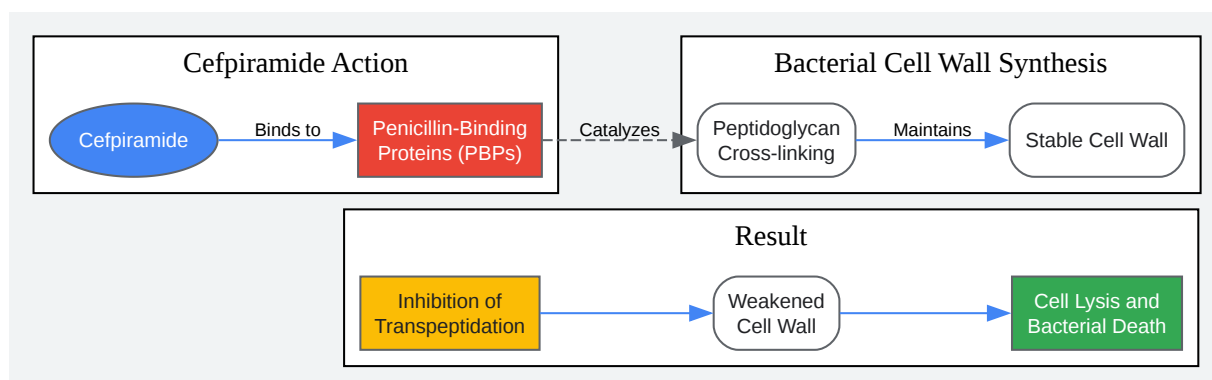 Cefpiramide Action
Bacterial Cell Wall Synthesis
Cefpiramide
Binds to
Penicillin-Binding
Proteins (PBPs)
Catalyzes
Peptidoglycan
Cross-linking
Maintains
Stable Cell Wall
Result
Inhibition of
Transpeptidation
Weakened
Cell Wall
Cell Lysis and
Bacterial Death